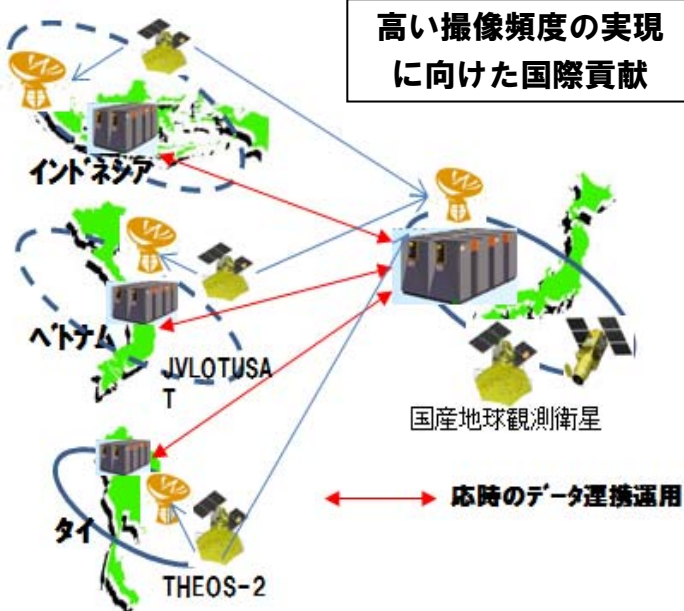 高い撮像頻度の実現
に向けた国際貢献
インドネシア
ベトナム
JVLOTUSA
T
国産地球観測衛星
応時のデータ連携運用
タイ
THEOS-2